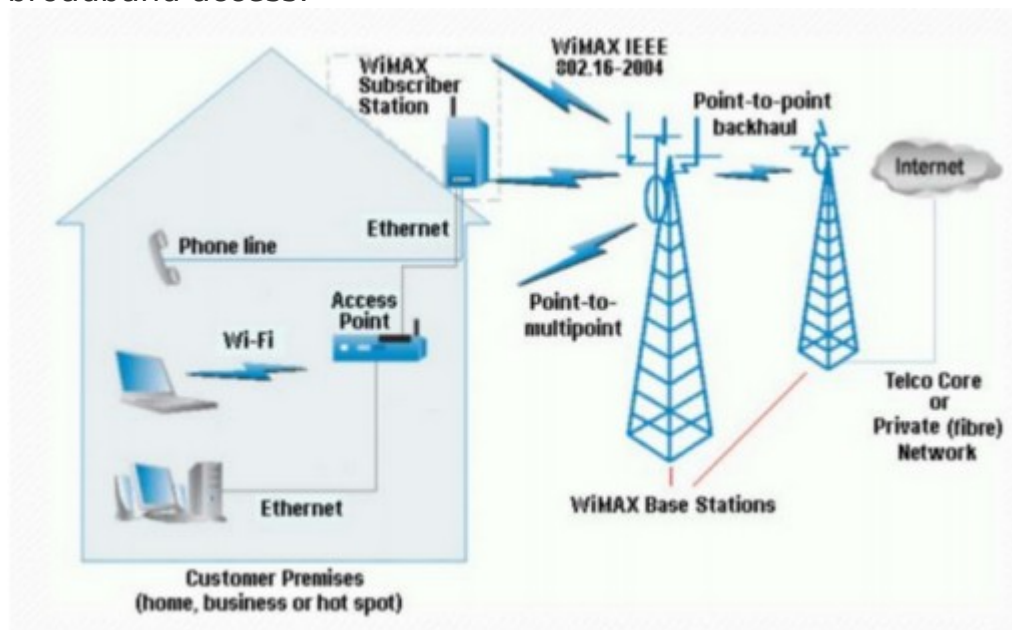 broadband access.
WiMAX IEEE
802.16-2004
WiMAX
Subscriber
Station
Point-to-point
backhaul
Internet
Ethernet
Phone line
Access
Point
Point-to-
multipoint
Wi-Fi
Telco Core
or
Private (fibre)
Network
Ethernet
WiMAX Base Stations
Customer Premises
(home, business or hot spot)